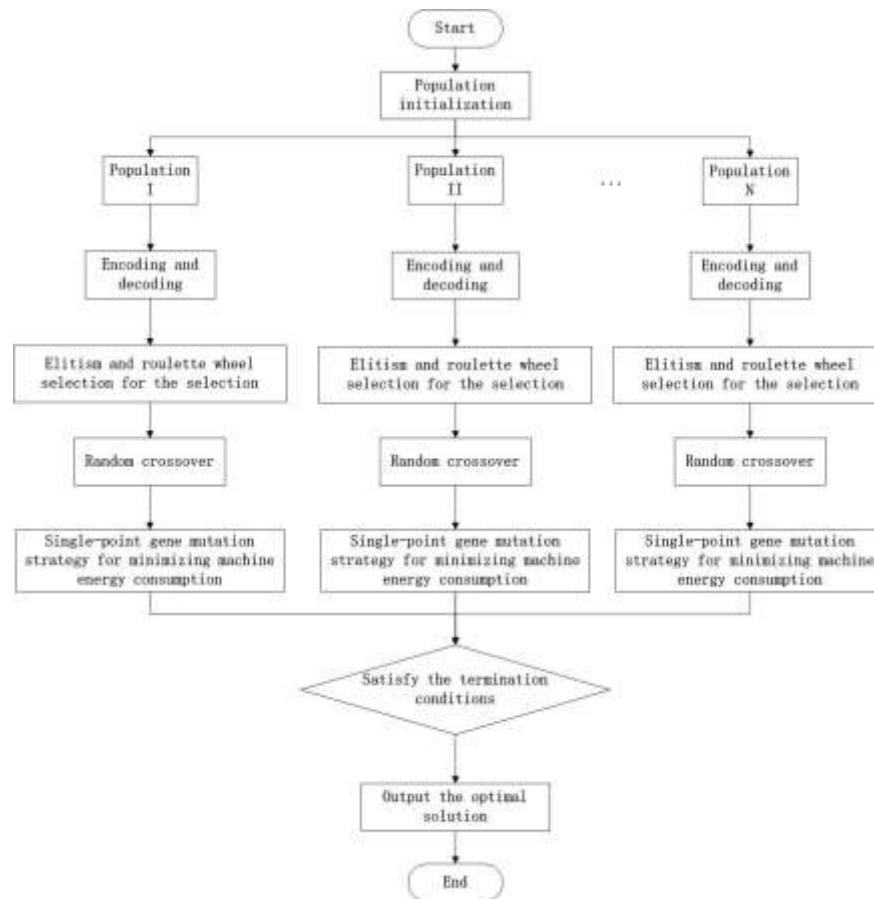 Start
Population
initialization
Population
I
Population
II
...
Population
N
Encoding and
decoding
Encoding and
decoding
Encoding and
decoding
Elitism and roulette wheel
selection for the selection
Elitism and roulette wheel
selection for the selection
Elitism and roulette wheel
selection for the selection
Random crossover
Random crossover
Random crossover
Single-point gene mutation
strategy for minimizing machine
energy consumption
Single-point gene mutation
strategy for minimizing machine
energy consumption
Single-point gene mutation
strategy for minimizing machine
energy consumption
Satisfy the termination
conditions
Output the optimal
solution
End